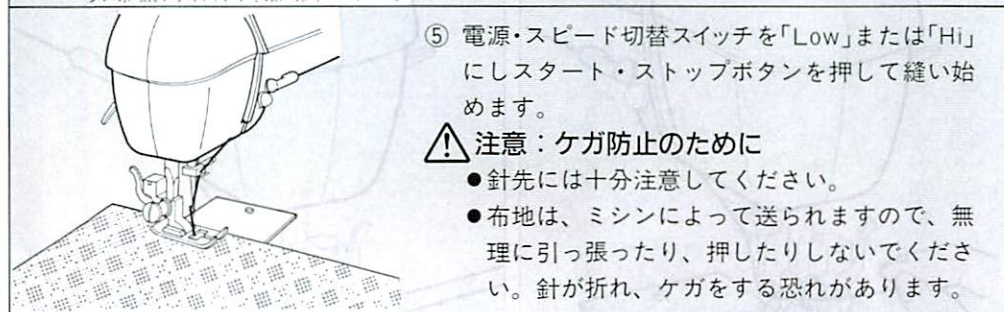 ⑤ 電源・スピード切替スイッチを「Low」または「Hi」
にしスタート・ストップボタンを押して縫い始
めます。
⚠注意：ケガ防止のために
●針先には十分注意してください。
●布地は、ミシンによって送られますので、無
理に引っ張ったり、押したりしないでくださ
い。針が折れ、ケガをする恐れがあります。